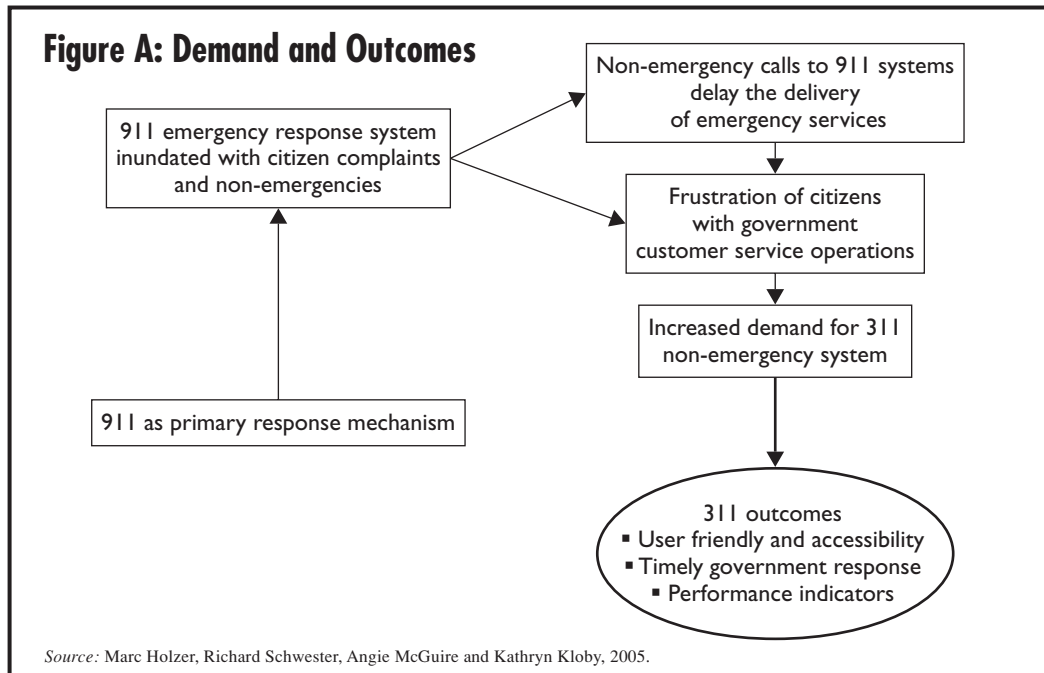 Figure A: Demand and Outcomes
911 as primary response mechanism
911 emergency response system
inundated with citizen complaints
and non-emergencies
Non-emergency calls to 911 systems
delay the delivery
of emergency services
Frustration of citizens
with government
customer service operations
Increased demand for 311
non-emergency system
311 outcomes
▪ User friendly and accessibility
▪ Timely government response
▪ Performance indicators
Source: Marc Holzer, Richard Schwester, Angie McGuire and Kathryn Kloby, 2005.